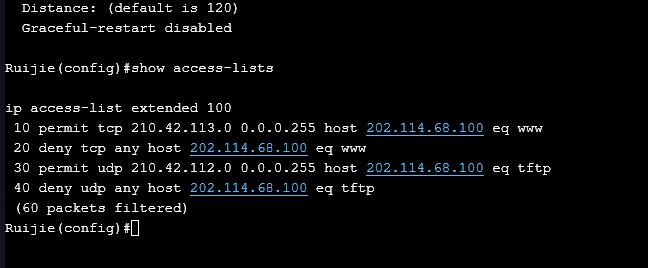 Distance: (default is 120)
Graceful-restart disabled
Ruijie(config)#show access-lists
ip access-list extended 100
10 permit tcp 210.42.113.0 0.0.0.255 host 202.114.68.100 eq www
20 deny tcp any host 202.114.68.100 eq www
30 permit udp 210.42.112.0 0.0.0.255 host 202.114.68.100 eq tftp
40 deny udp any host 202.114.68.100 eq tftp
(60 packets filtered)
Ruijie(config)#